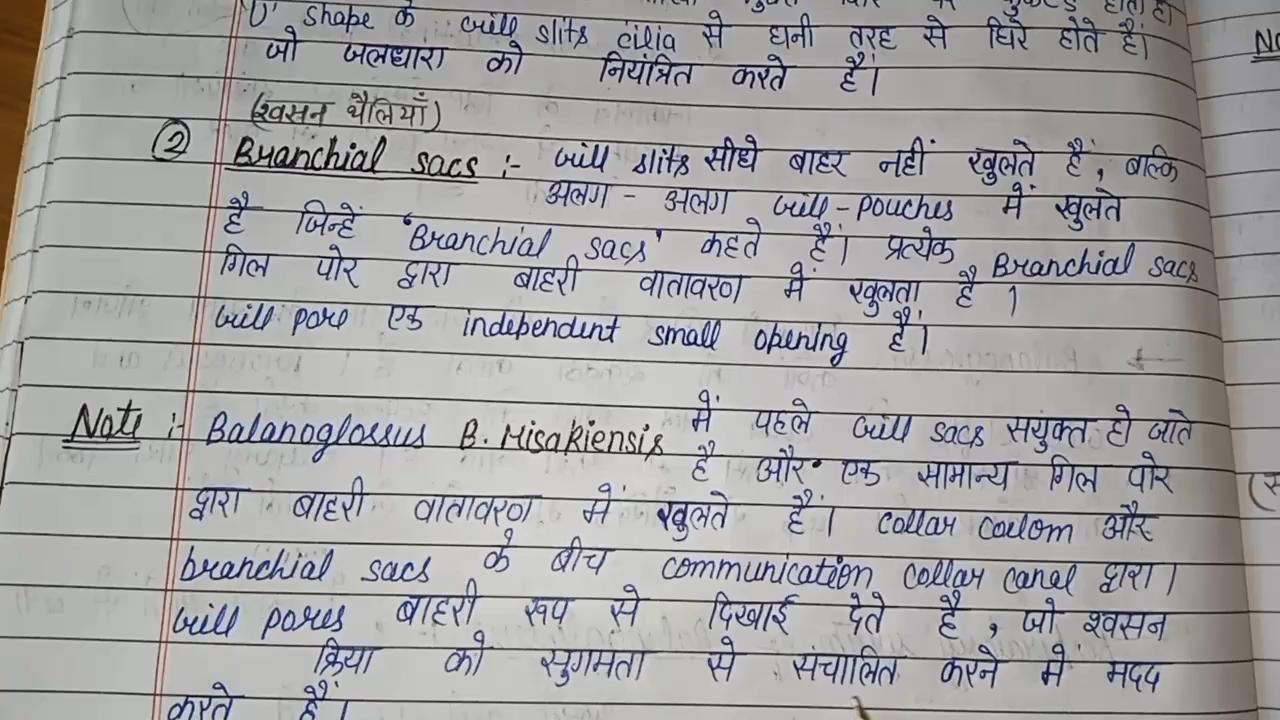 U shape के Gill slits cilia से घनी तरह से घिरे होते हैं।
जो जलधारा को नियंत्रित करते हैं।
(श्वसन थैलियाँ)
② Branchial sacs :- Gill slits सीधे बाहर नहीं खुलते हैं, बल्कि
अलग - अलग Gill-Pouches में खुलते
है जिन्हें 'Branchial sacs' कहते हैं। प्रत्येक Branchial sacs
गिल पोर द्वारा बाहरी वातावरण में खुलता है।
Gill pore एक independent small opening हैं।
Note :- Balanoglossus B. Misakiensis में पहले Gill sacs संयुक्त हो जाते
है और एक सामान्य गिल पोर
द्वारा बाहरी वातावरण में खुलते हैं। collar coelom और
branchial sacs के बीच communication collar canal द्वारा।
Gill pores बाहरी रूप से दिखाई देते है, जो श्वसन
क्रिया को सुगमता से संचालित करने में मदद
करते हैं।